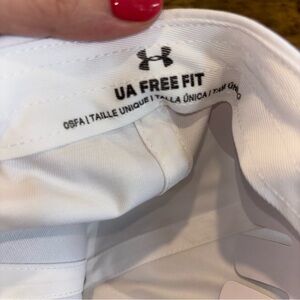 UA FREE FIT
OSFA | TAILLE UNIQUE | TALLA ÚNICA |